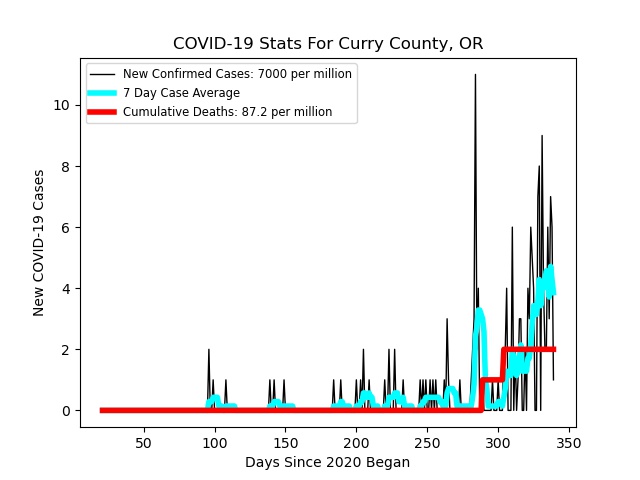 COVID-19 Stats For Curry County, OR
New Confirmed Cases: 7000 per million
7 Day Case Average
Cumulative Deaths: 87.2 per million
New COVID-19 Cases
10
8
6
4
2
0
50 100 150 200 250 300 350
Days Since 2020 Began